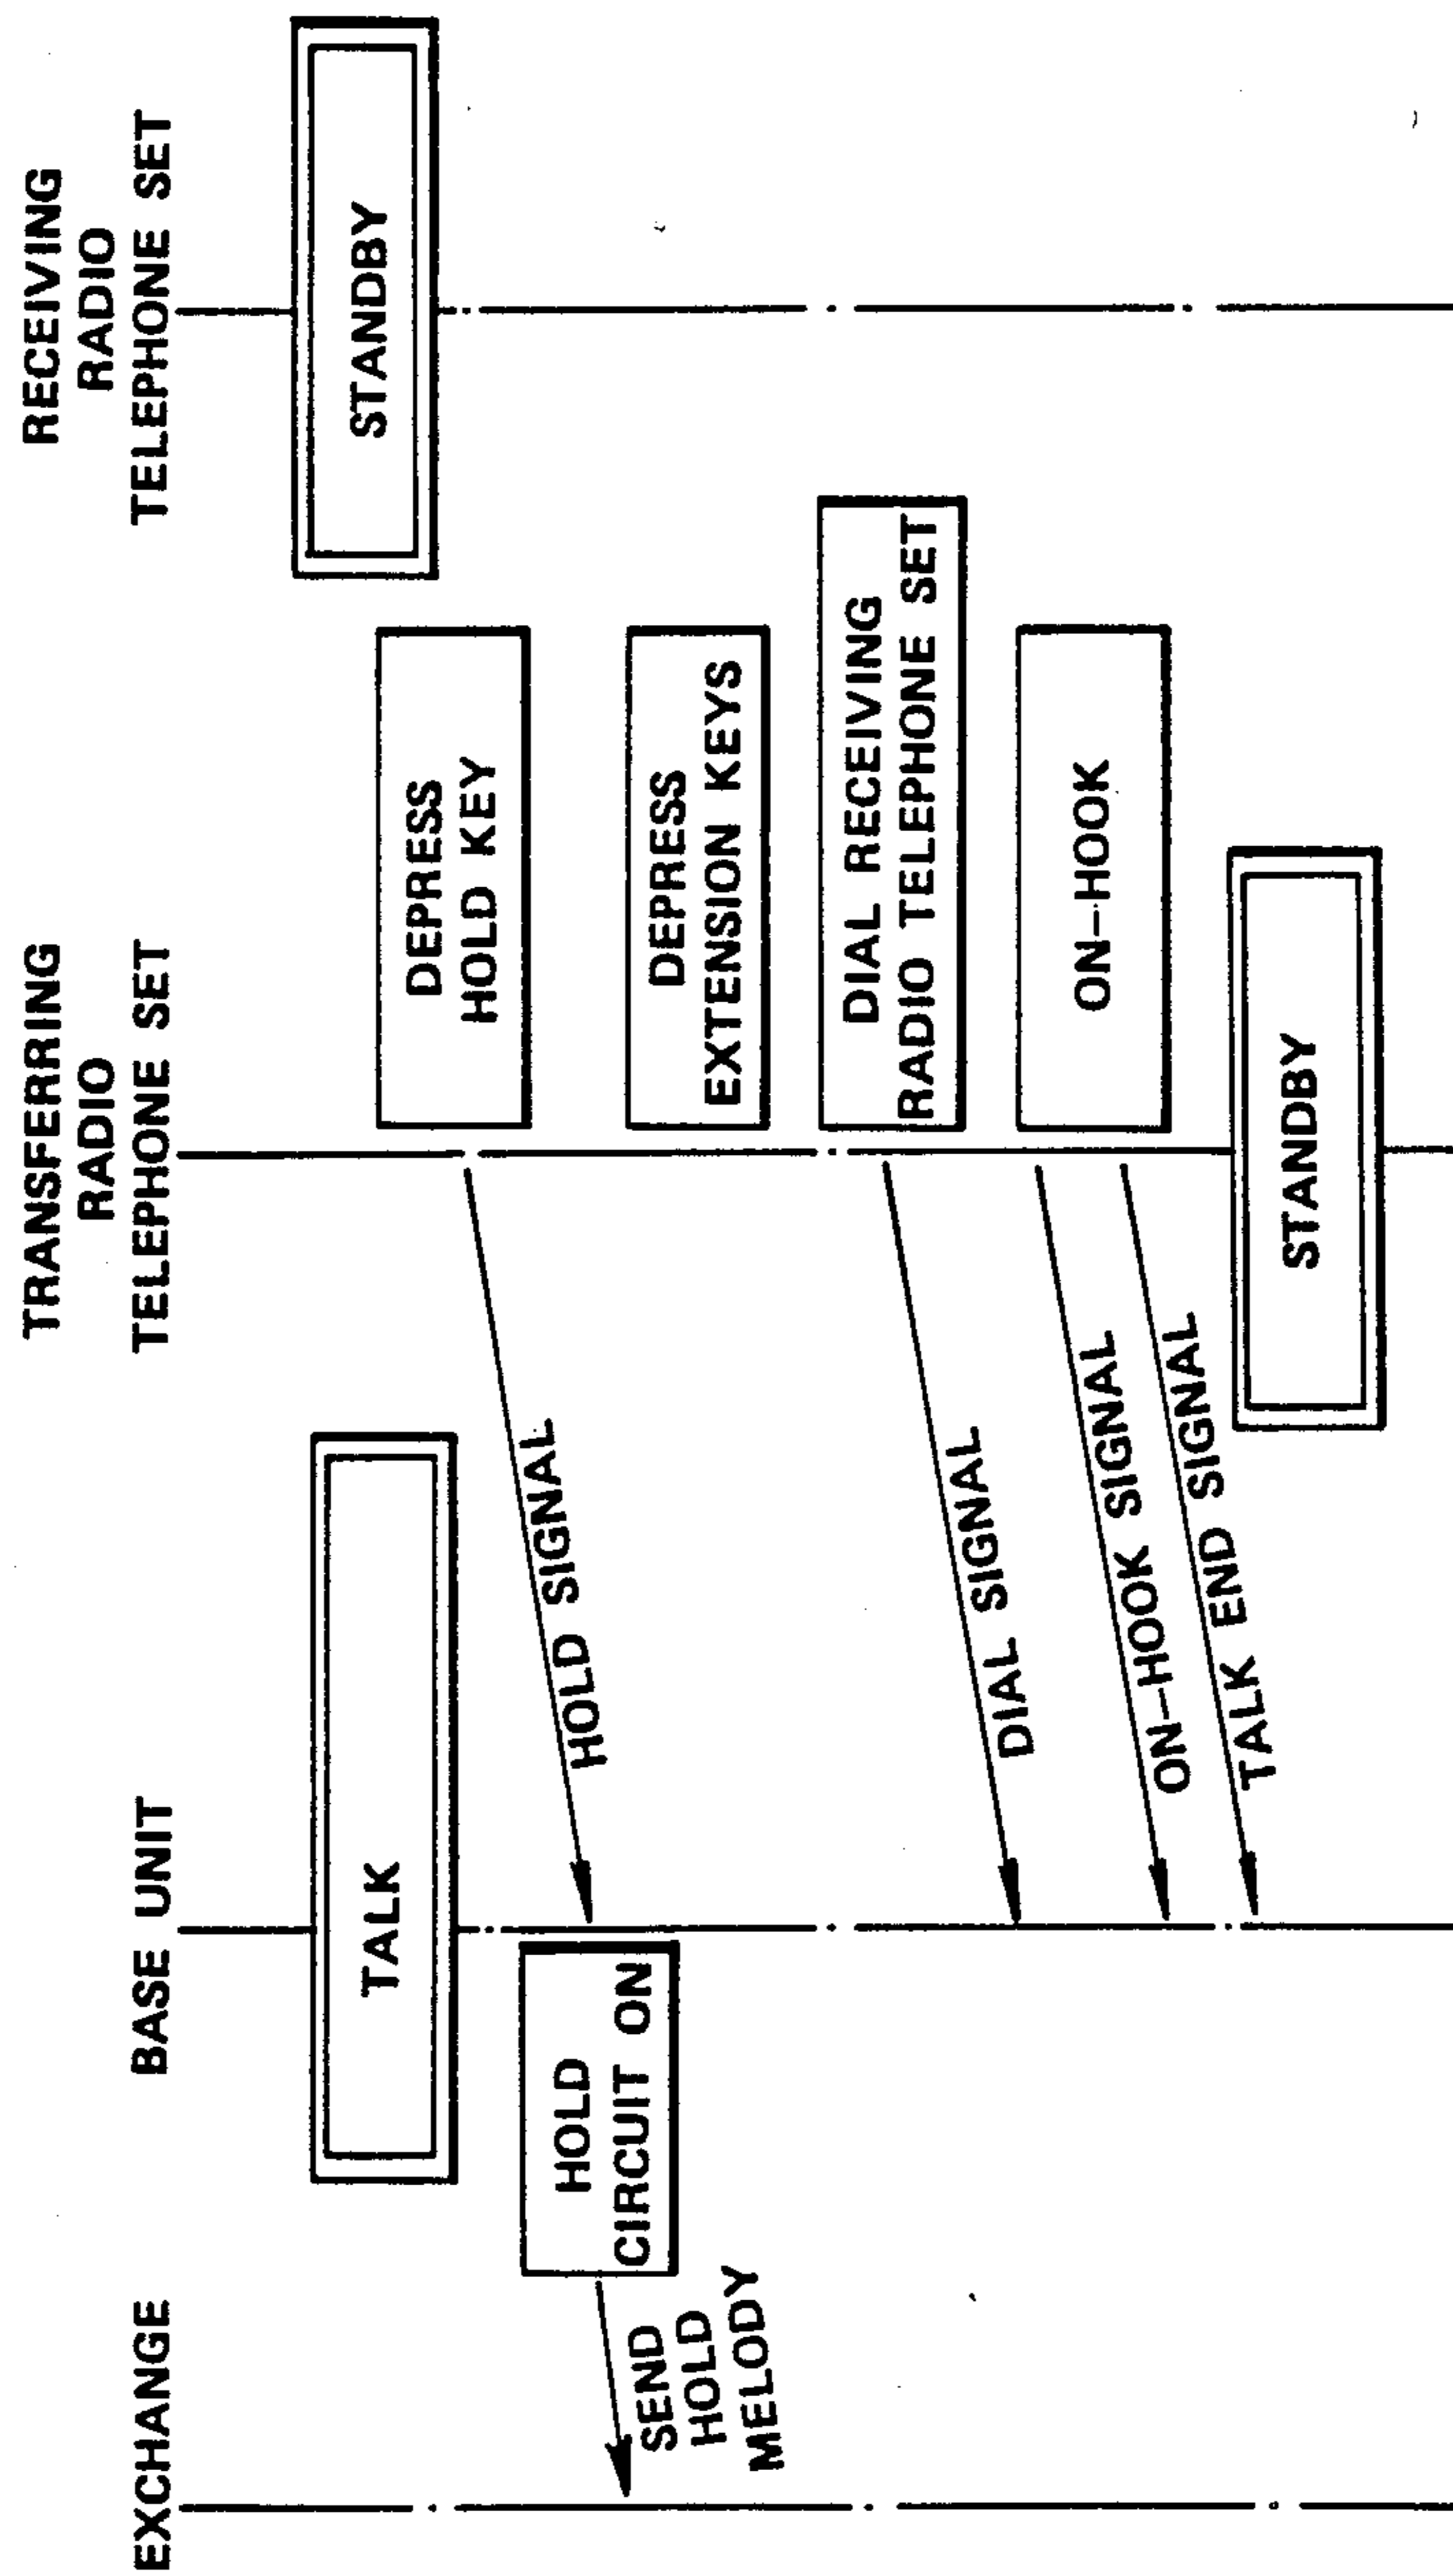 EXCHANGE
BASE UNIT
TRANSFERRING
RADIO
TELEPHONE SET
RECEIVING
RADIO
TELEPHONE SET
TALK
STANDBY
DEPRESS
HOLD KEY
HOLD SIGNAL
HOLD
CIRCUIT ON
SEND
HOLD
MELODY
DEPRESS
EXTENSION KEYS
DIAL RECEIVING
RADIO TELEPHONE SET
DIAL SIGNAL
ON-HOOK
ON-HOOK SIGNAL
TALK END SIGNAL
STANDBY